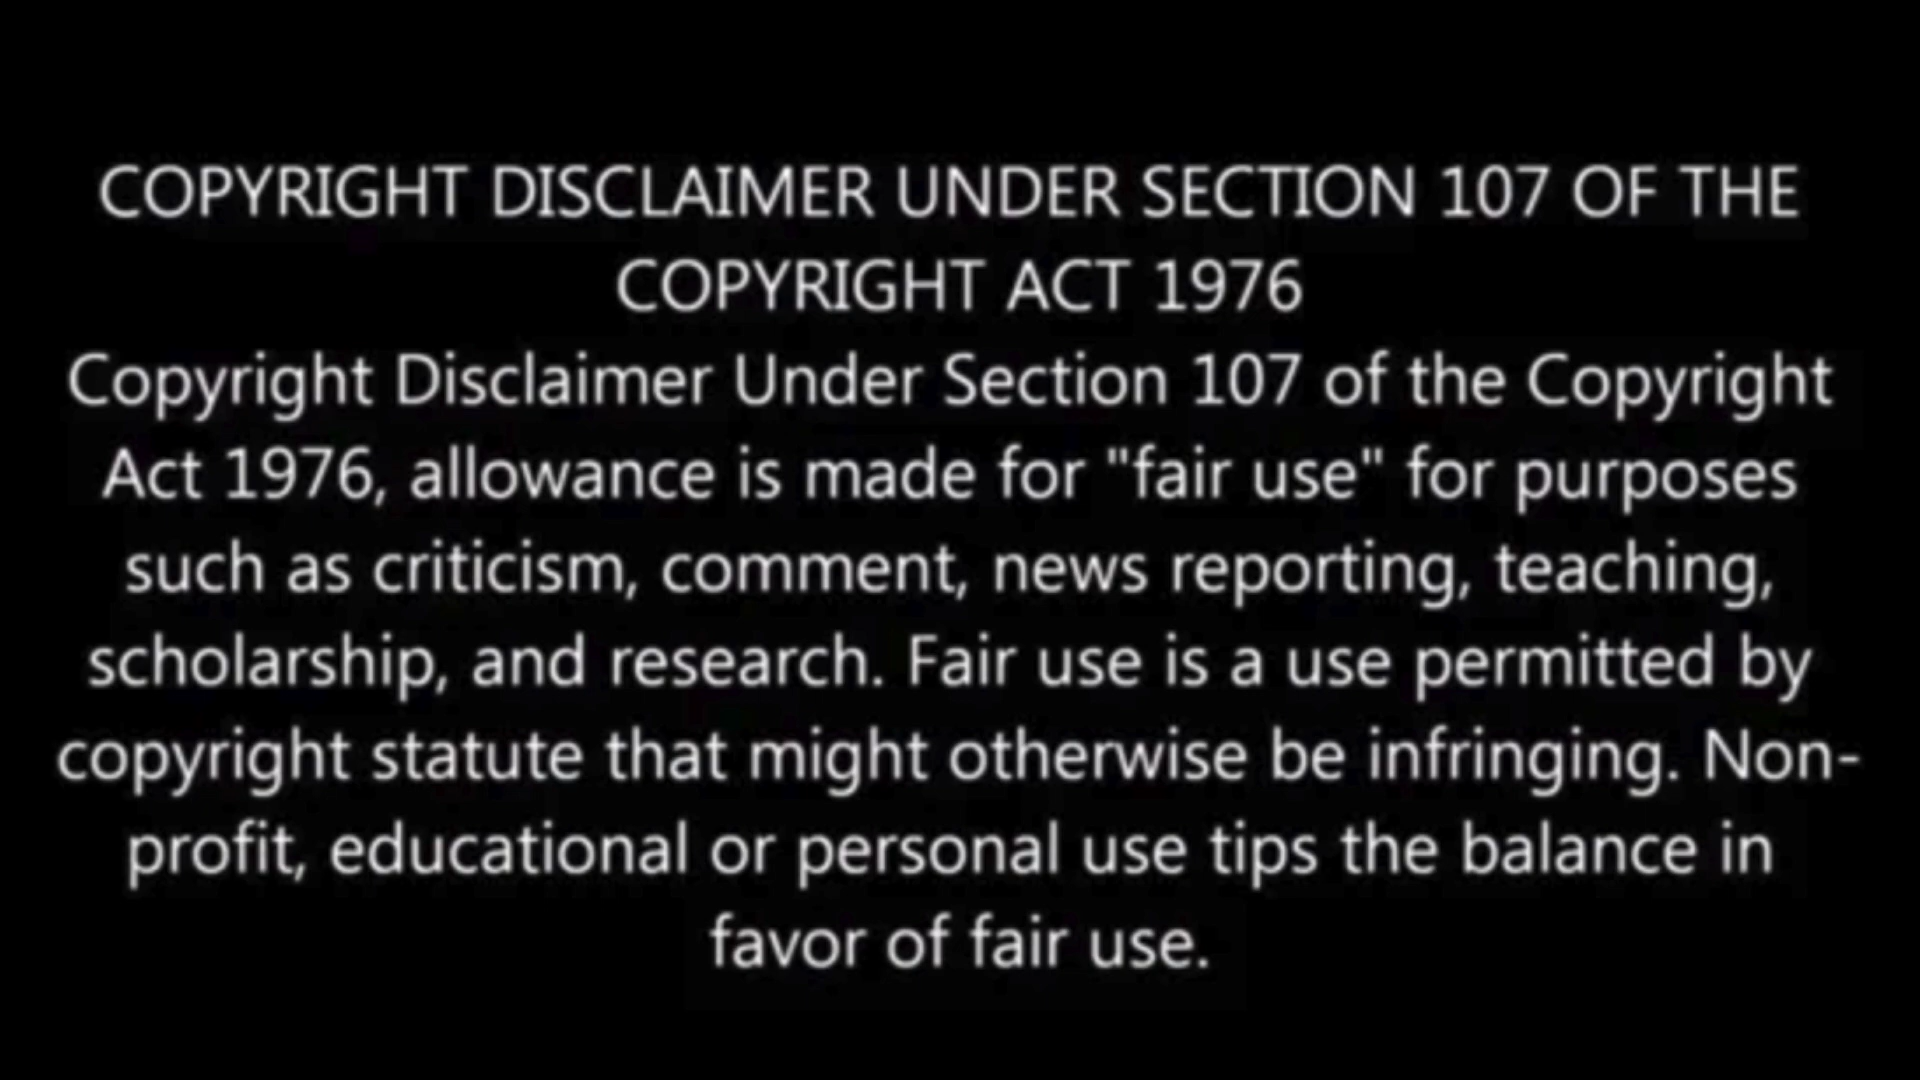 COPYRIGHT DISCLAIMER UNDER SECTION 107 OF THE
COPYRIGHT ACT 1976
Copyright Disclaimer Under Section 107 of the Copyright
Act 1976, allowance is made for "fair use" for purposes
such as criticism, comment, news reporting, teaching,
scholarship, and research. Fair use is a use permitted by
copyright statute that might otherwise be infringing. Non-
profit, educational or personal use tips the balance in
favor of fair use.